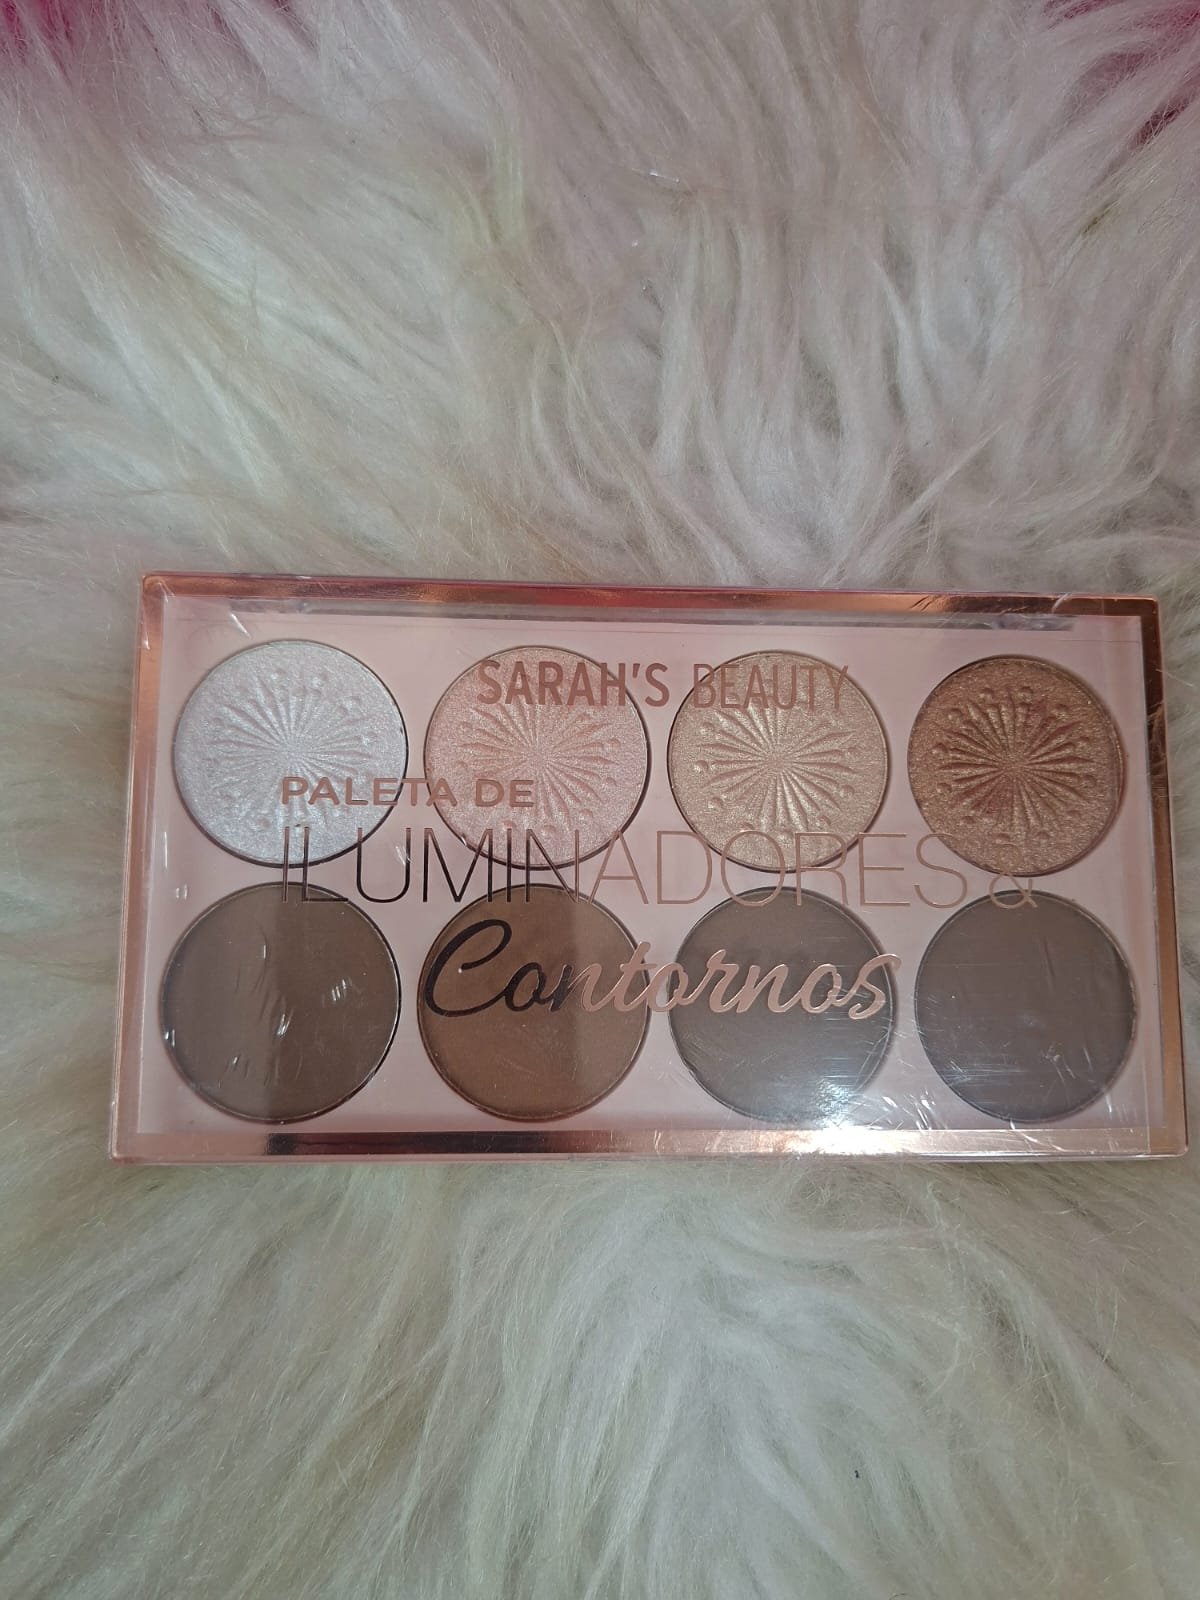 SARAH'S BEAUTY
PALETA DE
ILUMINADORES &
Contornos